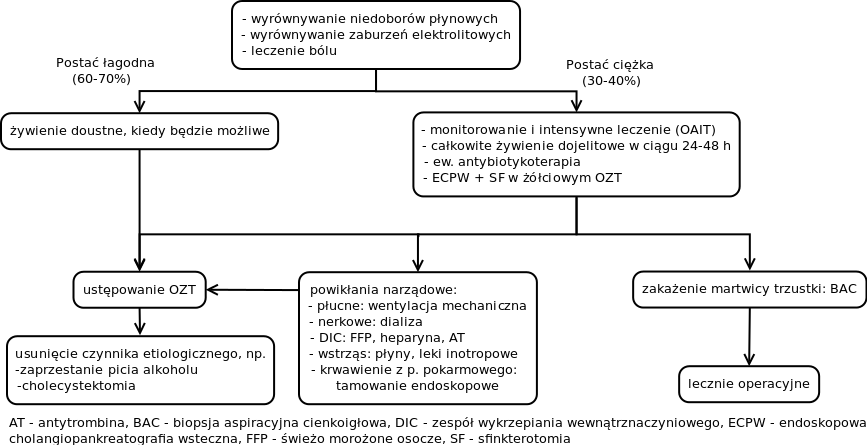 - wyrównywanie niedoborów płynowych
- wyrównywanie zaburzeń elektrolitowych
- leczenie bólu
Postać łagodna
(60-70%)
Postać ciężka
(30-40%)
żywienie doustne, kiedy będzie możliwe
- monitorowanie i intensywne leczenie (OAIT)
- całkowite żywienie dojelitowe w ciągu 24-48 h
- ew. antybiotykoterapia
- ECPW + SF w żółciowym OZT
ustępowanie OZT
powikłania narządowe:
- płucne: wentylacja mechaniczna
- nerkowe: dializa
- DIC: FFP, heparyna, AT
- wstrząs: płyny, leki inotropowe
- krwawienie z p. pokarmowego:
tamowanie endoskopowe
zakażenie martwicy trzustki: BAC
usunięcie czynnika etiologicznego, np.
-zaprzestanie picia alkoholu
-cholecystektomia
lecznie operacyjne
AT - antytrombina, BAC - biopsja aspiracyjna cienkoigłowa, DIC - zespół wykrzepiania wewnątrznaczyniowego, ECPW - endoskopowa
cholangiopankreatografia wsteczna, FFP - świeżo morożone osocze, SF - sfinkterotomia